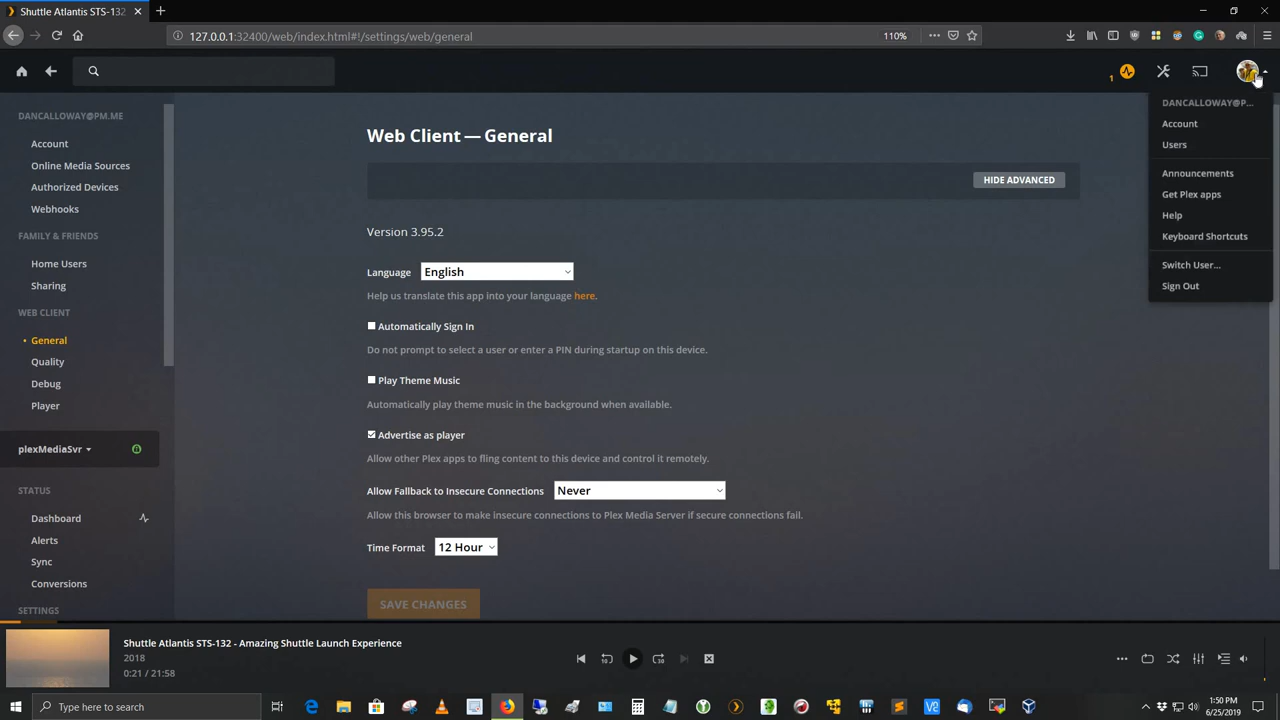 Shuttle Atlantis STS-132
127.0.0.1:32400/web/index.html#!/settings/web/general
110%
1
DANCALLOWAY@PM.ME
Account
Online Media Sources
Authorized Devices
Webhooks
FAMILY & FRIENDS
Home Users
Sharing
WEB CLIENT
General
Quality
Debug
Player
plexMediaSvr
STATUS
Dashboard
Alerts
Sync
Conversions
SETTINGS
Web Client — General
HIDE ADVANCED
Version 3.95.2
Language English
Help us translate this app into your language here.
Automatically Sign In
Do not prompt to select a user or enter a PIN during startup on this device.
Play Theme Music
Automatically play theme music in the background when available.
Advertise as player
Allow other Plex apps to fling content to this device and control it remotely.
Allow Fallback to Insecure Connections Never
Allow this browser to make insecure connections to Plex Media Server if secure connections fail.
Time Format 12 Hour
SAVE CHANGES
DANCALLOWAY@P...
Account
Users
Announcements
Get Plex apps
Help
Keyboard Shortcuts
Switch User...
Sign Out
Shuttle Atlantis STS-132 - Amazing Shuttle Launch Experience
2018
0:21 / 21:58
10
10
Type here to search
1:50 PM
6/25/2019